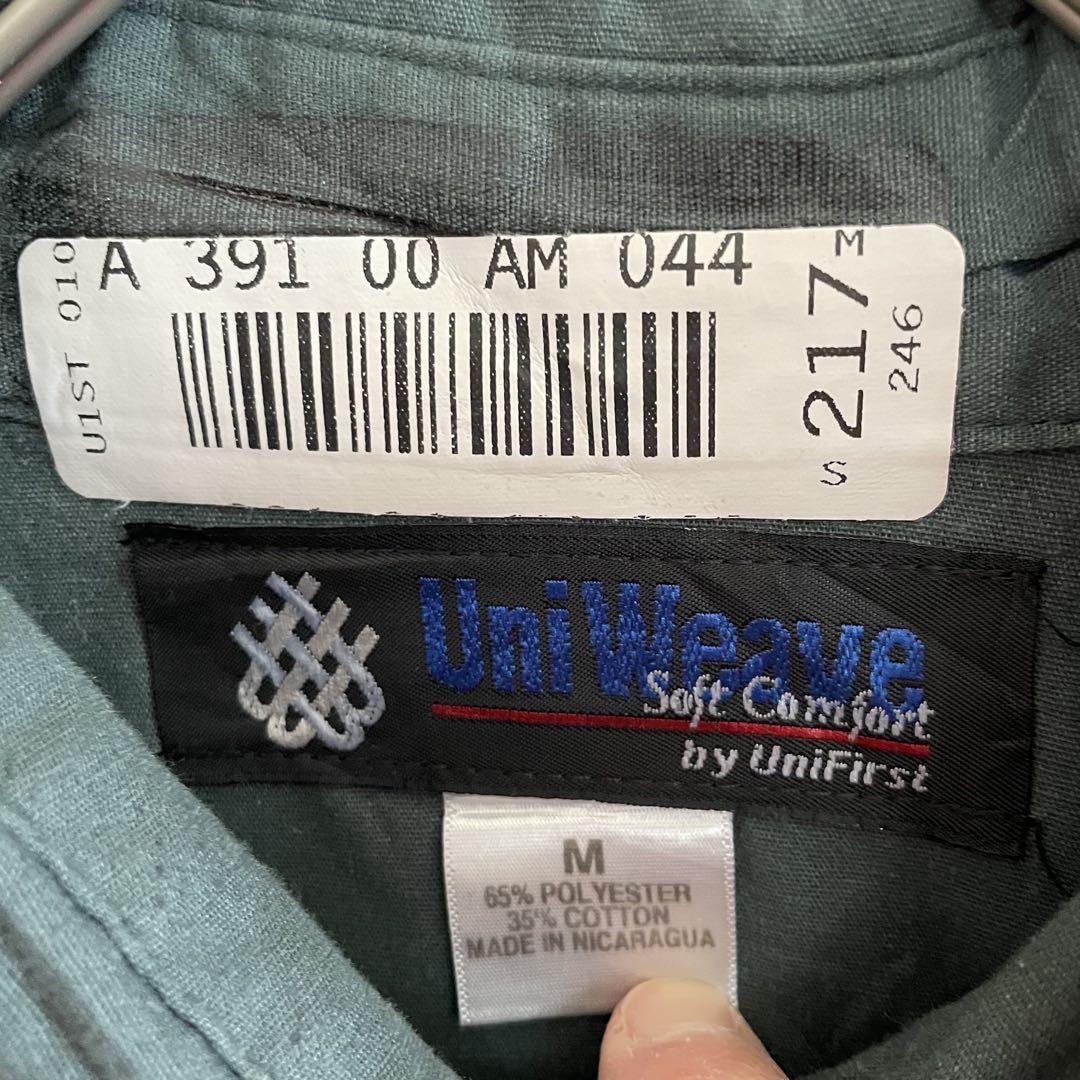 A 391 00 AM 044
U1ST 010
217 M
S
246
UniWeave
Soft Comfort
by UniFirst
M
65% POLYESTER
35% COTTON
MADE IN NICARAGUA